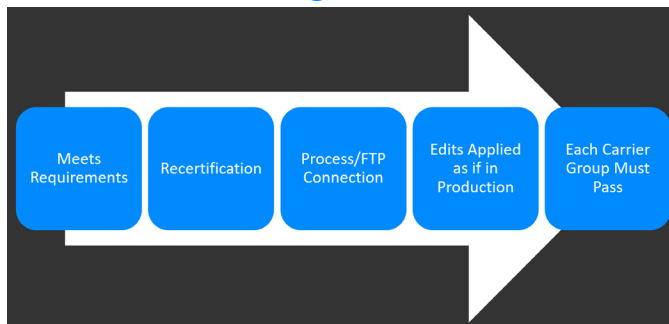 Meets
Requirements
Recertification
Process/FTP
Connection
Edits Applied
as if in
Production
Each Carrier
Group Must
Pass